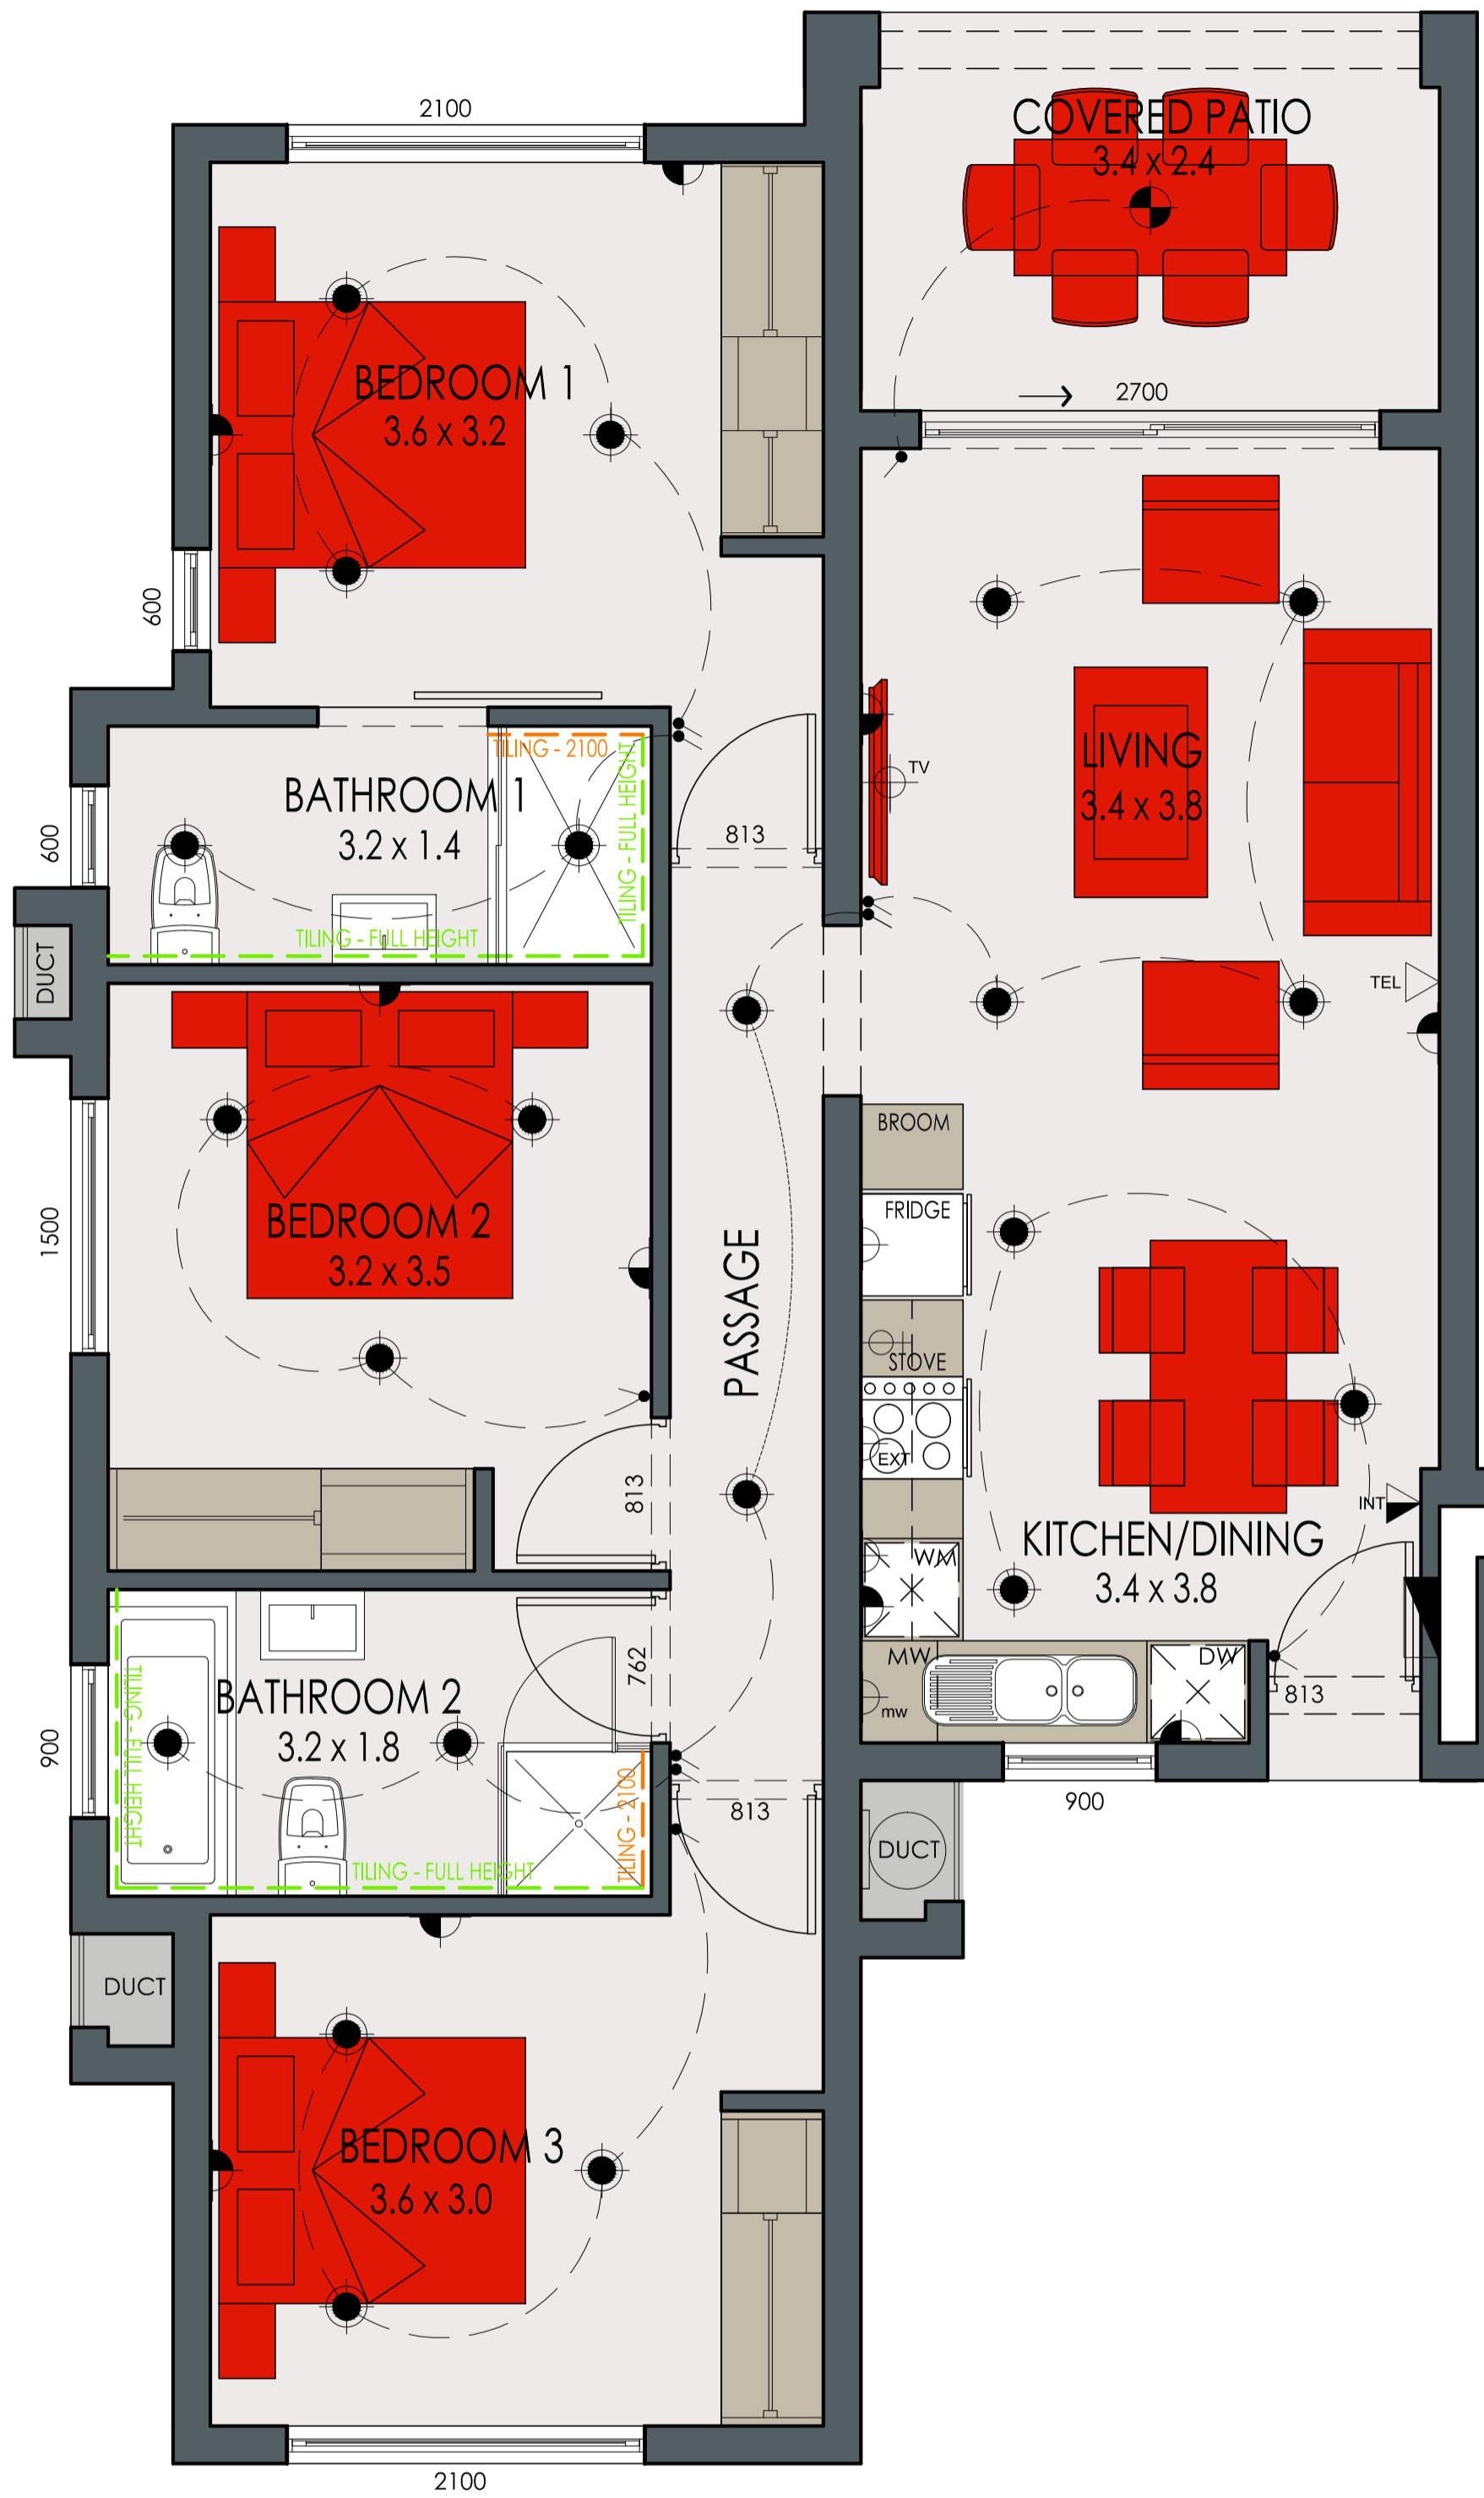 2100
COVERED PATIO
3.4 x 2.4
2700
BEDROOM 1
3.6 x 3.2
600
TILING - 2100
TILING - FULL HEIGHT
BATHROOM 1
3.2 x 1.4
600
TILING - FULL HEIGHT
813
TV
LIVING
3.4 x 3.8
DUCT
TEL
BROOM
FRIDGE
BEDROOM 2
3.2 x 3.5
1500
PASSAGE
STOVE
EXT
813
INT
KITCHEN/DINING
3.4 x 3.8
WM
MW
mw
DW
813
762
BATHROOM 2
3.2 x 1.8
TILING - FULL HEIGHT
900
TILING - 2100
TILING - FULL HEIGHT
813
900
DUCT
DUCT
BEDROOM 3
3.6 x 3.0
2100